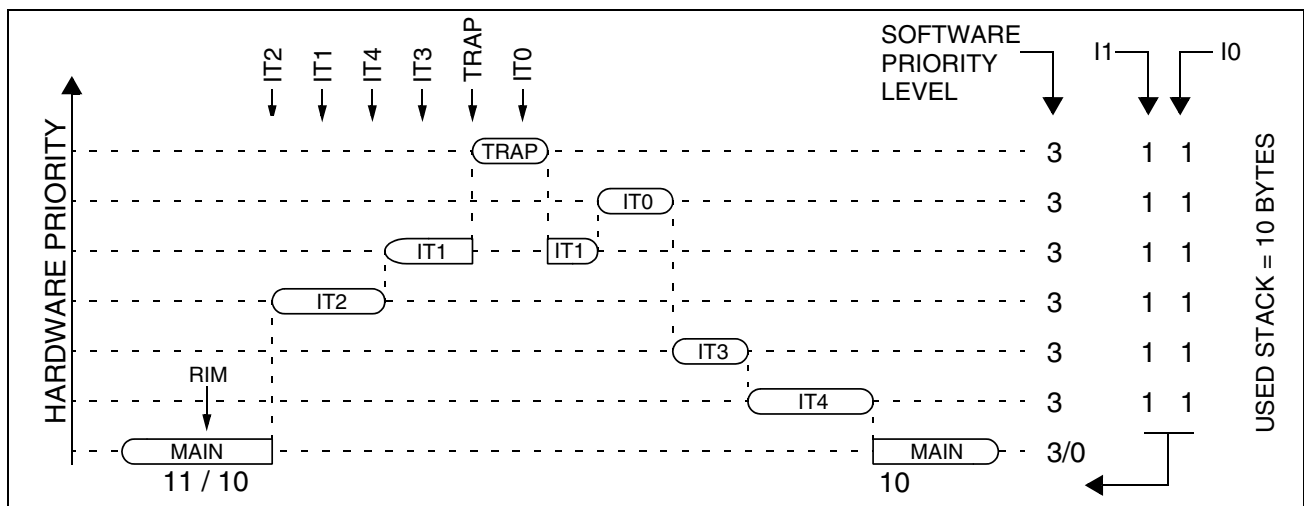 IT2
IT1
IT4
IT3
TRAP
IT0
SOFTWARE
PRIORITY
LEVEL
I1
I0
HARDWARE PRIORITY
TRAP
3 1 1
IT0
3 1 1
IT1
IT1
3 1 1
IT2
3 1 1
IT3
3 1 1
RIM
IT4
3 1 1
MAIN
MAIN
3/0
11 / 10
10
USED STACK = 10 BYTES